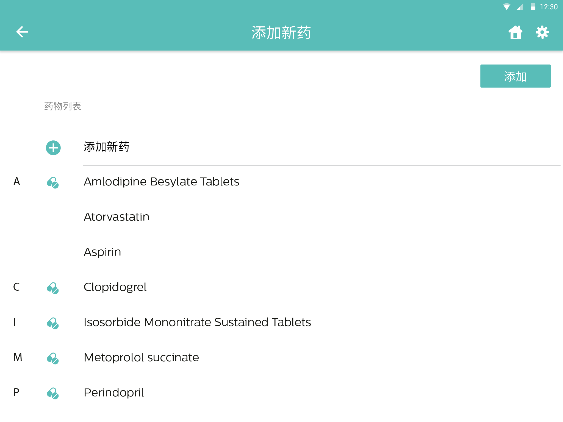 12:30
添加新药
添加
药物列表
添加新药
A Amlodipine Besylate Tablets
Atorvastatin
Aspirin
C Clopidogrel
I Isosorbide Mononitrate Sustained Tablets
M Metoprolol succinate
P Perindopril